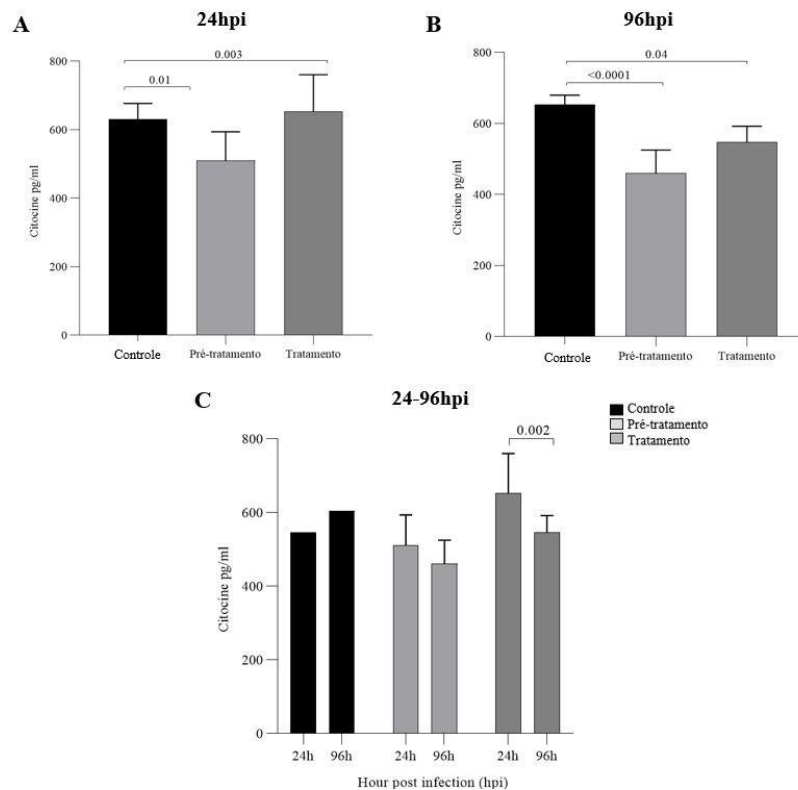 A
24hpi
0.003
0.01
800
600
400
200
0
Citocine pg/ml
Controle
Pré-tratamento
Tratamento
B
96hpi
0.04
<0.0001
800
600
400
200
0
Citocine pg/ml
Controle
Pré-tratamento
Tratamento
C
24-96hpi
Controle
Pré-tratamento
Tratamento
0.002
800
600
400
200
0
Citocine pg/ml
24h 96h 24h 96h 24h 96h
Hour post infection (hpi)